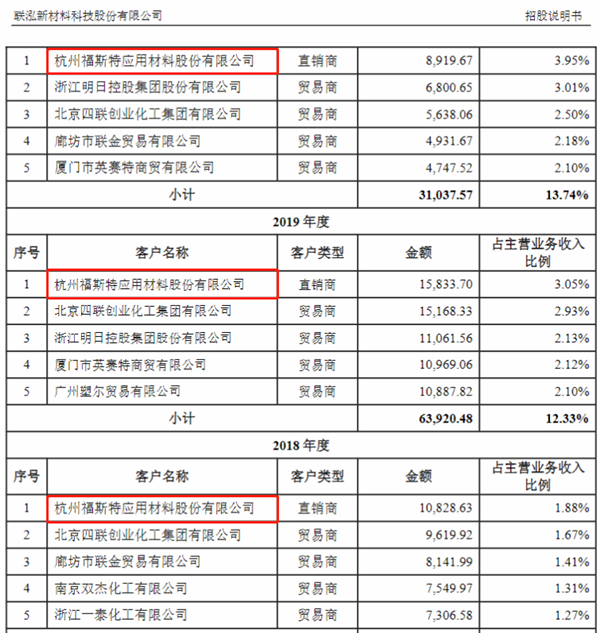 联泓新材料科技股份有限公司 招股说明书
1 杭州福斯特应用材料股份有限公司 直销商 8,919.67 3.95%
2 浙江明日控股集团股份有限公司 贸易商 6,800.65 3.01%
3 北京四联创业化工集团有限公司 贸易商 5,638.06 2.50%
4 廊坊市联金贸易有限公司 贸易商 4,931.67 2.18%
5 厦门市英赛特商贸有限公司 贸易商 4,747.52 2.10%
小计 31,037.57 13.74%
2019 年度
序号 客户名称 客户类型 金额 占主营业务收入
比例
1 杭州福斯特应用材料股份有限公司 直销商 15,833.70 3.05%
2 北京四联创业化工集团有限公司 贸易商 15,168.33 2.93%
3 浙江明日控股集团股份有限公司 贸易商 11,061.56 2.13%
4 厦门市英赛特商贸有限公司 贸易商 10,969.06 2.12%
5 广州塑尔贸易有限公司 贸易商 10,887.82 2.10%
小计 63,920.48 12.33%
2018 年度
序号 客户名称 客户类型 金额 占主营业务收入
比例
1 杭州福斯特应用材料股份有限公司 直销商 10,828.63 1.88%
2 北京四联创业化工集团有限公司 贸易商 9,619.92 1.67%
3 廊坊市联金贸易有限公司 贸易商 8,141.99 1.41%
4 南京双杰化工有限公司 贸易商 7,549.97 1.31%
5 浙江一泰化工有限公司 贸易商 7,306.58 1.27%